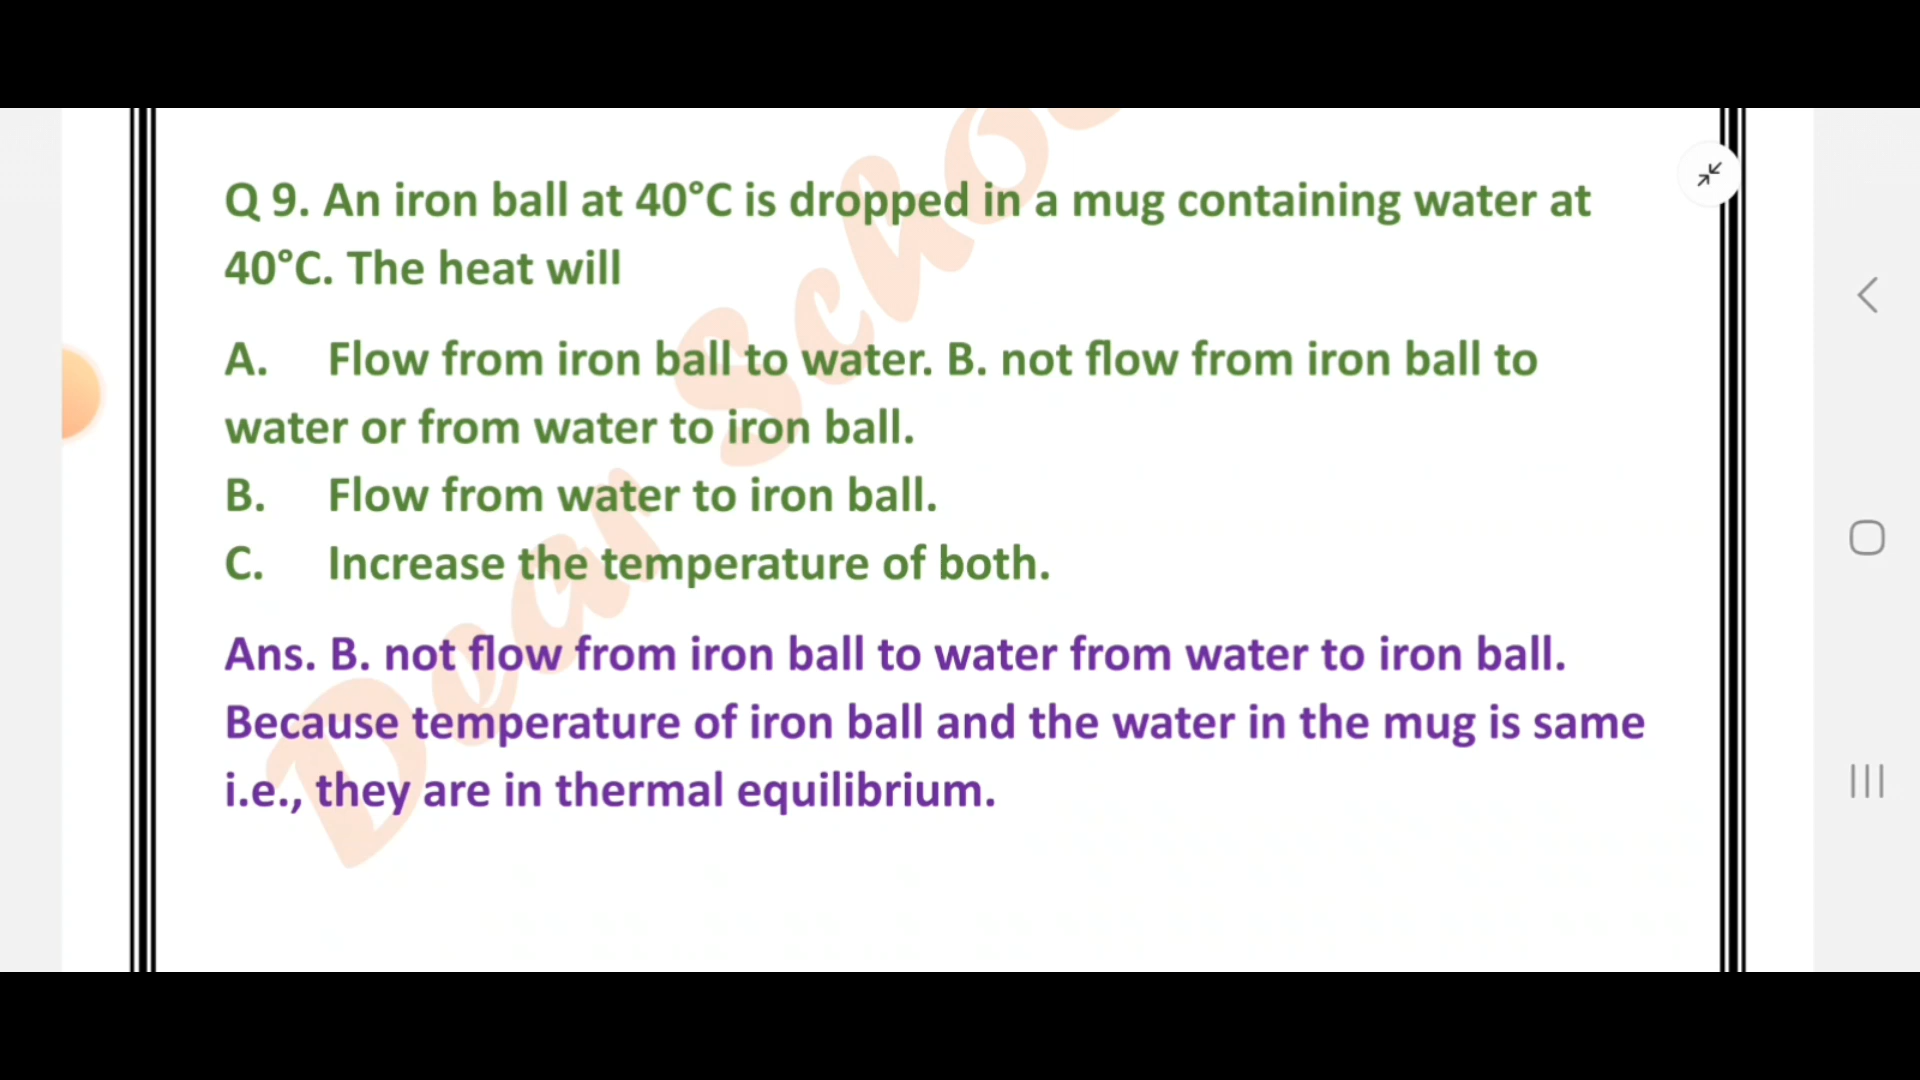 Q 9. An iron ball at 40°C is dropped in a mug containing water at
40°C. The heat will
A. Flow from iron ball to water. B. not flow from iron ball to
water or from water to iron ball.
B. Flow from water to iron ball.
C. Increase the temperature of both.
Ans. B. not flow from iron ball to water from water to iron ball.
Because temperature of iron ball and the water in the mug is same
i.e., they are in thermal equilibrium.
Dear Scho